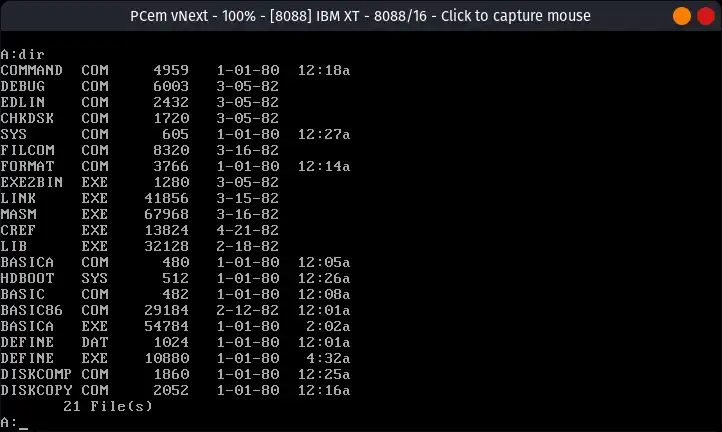 PCem vNext - 100% - [8088] IBM XT - 8088/16 - Click to capture mouse
A:dir
COMMAND  COM     4959   1-01-80  12:18a
DEBUG    COM     6003   3-05-82
EDLIN    COM     2432   3-05-82
CHKDSK   COM     1720   3-05-82
SYS      COM      605   1-01-80  12:27a
FILCOM   COM     8320   3-16-82
FORMAT   COM     3766   1-01-80  12:14a
EXE2BIN  EXE     1280   3-05-82
LINK     EXE    41856   3-15-82
MASM     EXE    67968   3-16-82
CREF     EXE    13824   4-21-82
LIB      EXE    32128   2-18-82
BASICA   COM      480   1-01-80  12:05a
HDBOOT   SYS      512   1-01-80  12:26a
BASIC    COM      482   1-01-80  12:08a
BASIC86  COM    29184   2-12-82  12:01a
BASICA   EXE    54784   1-01-80   2:02a
DEFINE   DAT     1024   1-01-80  12:01a
DEFINE   EXE    10880   1-01-80   4:32a
DISKCOMP COM     1860   1-01-80  12:25a
DISKCOPY COM     2052   1-01-80  12:16a
       21 File(s)
A:_